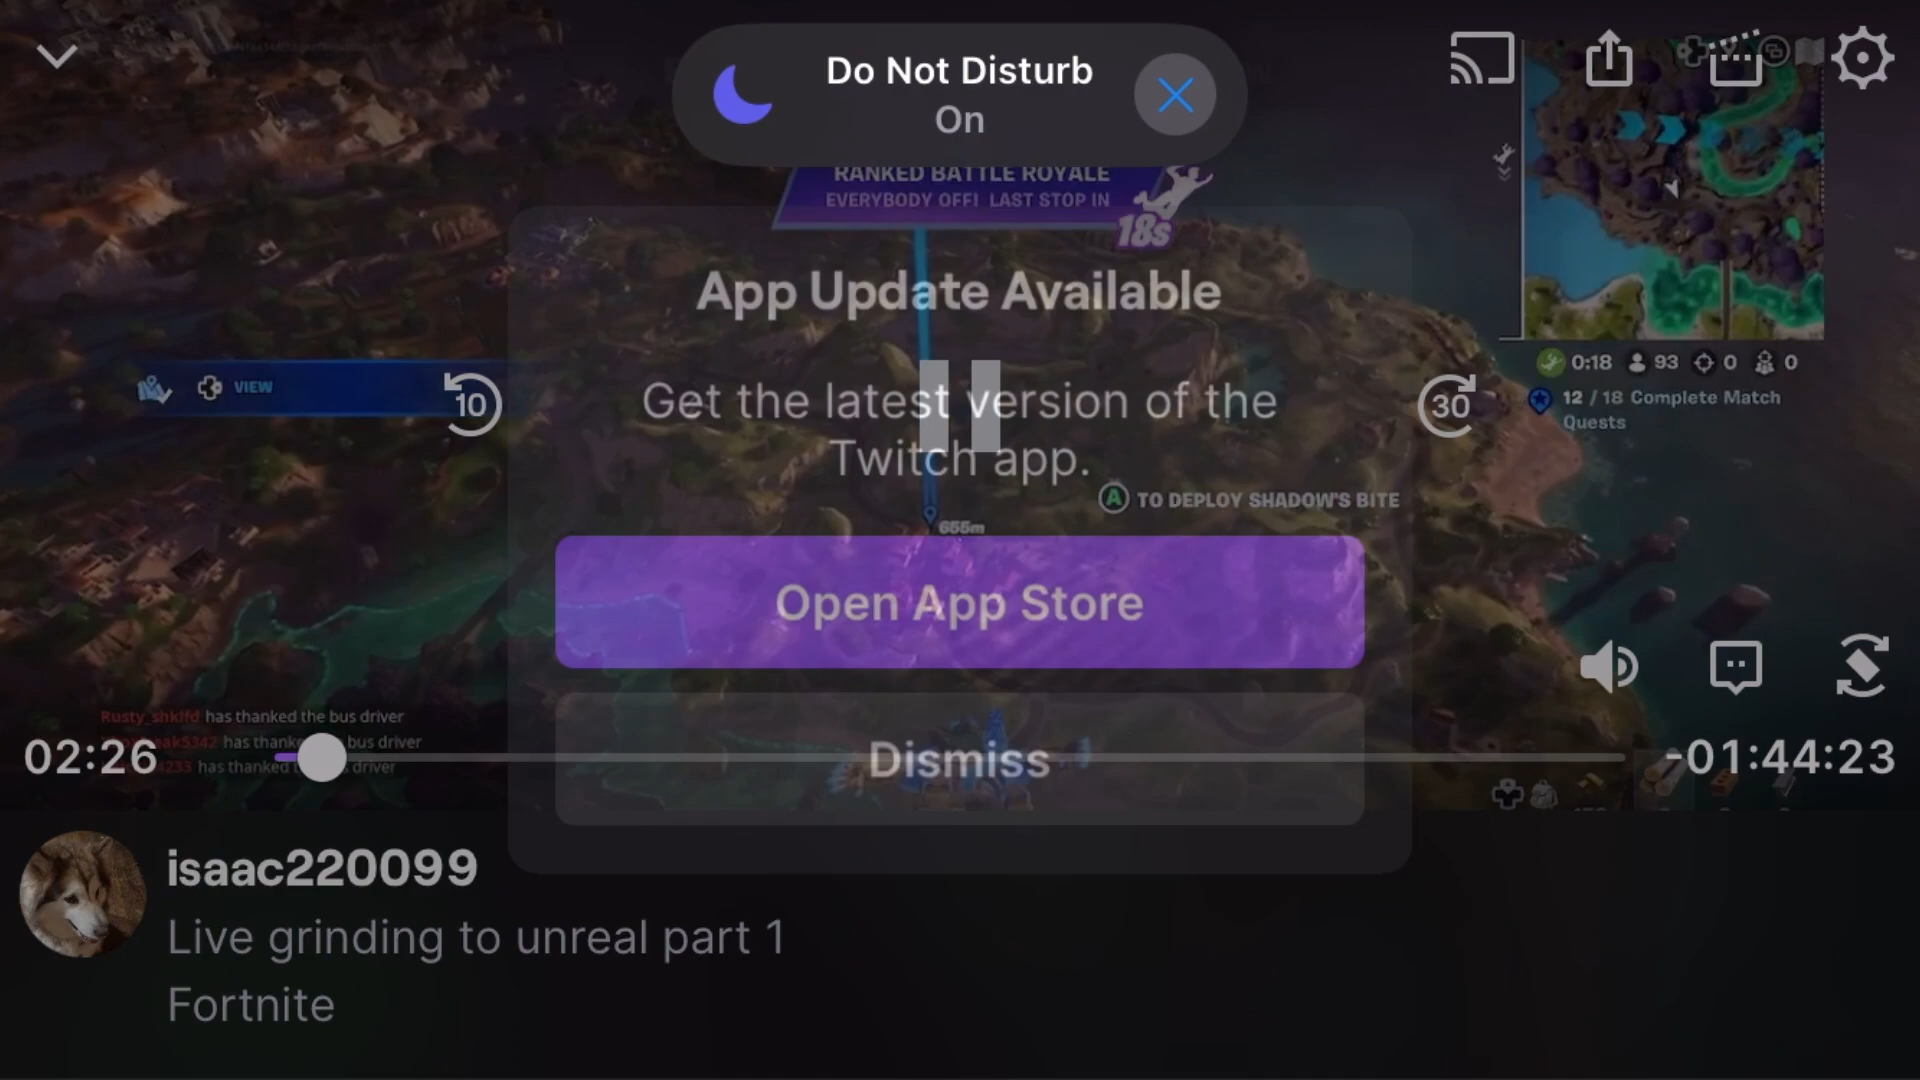 Do Not Disturb
On
RANKED BATTLE ROYALE
EVERYBODY OFF! LAST STOP IN
18s
App Update Available
Get the latest version of the
Twitch app.
VIEW
10
30
0:18 93 0 0
12 / 18 Complete Match
Quests
A TO DEPLOY SHADOW'S BITE
655m
Open App Store
Rusty_shklfd has thanked the bus driver
has thanked bus driver
has thanked driver
02:26
Dismiss
-01:44:23
isaac220099
Live grinding to unreal part 1
Fortnite